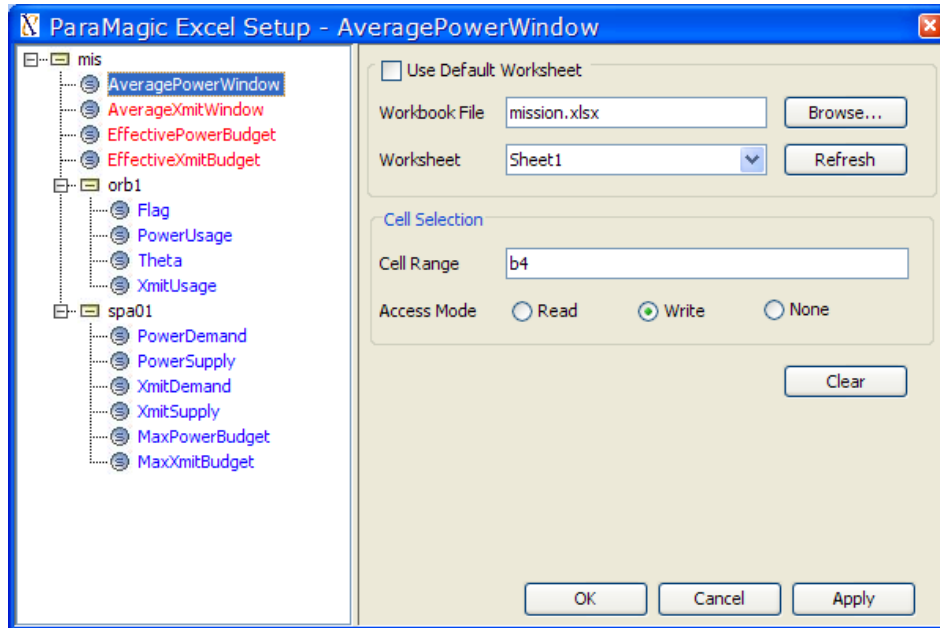 ParaMagic Excel Setup - AveragePowerWindow
mis
AveragePowerWindow
AverageXmitWindow
EffectivePowerBudget
EffectiveXmitBudget
orb1
Flag
PowerUsage
Theta
XmitUsage
spa01
PowerDemand
PowerSupply
XmitDemand
XmitSupply
MaxPowerBudget
MaxXmitBudget
Use Default Worksheet
Workbook File mission.xlsx Browse...
Worksheet Sheet1 Refresh
Cell Selection
Cell Range b4
Access Mode Read Write None
Clear
OK Cancel Apply